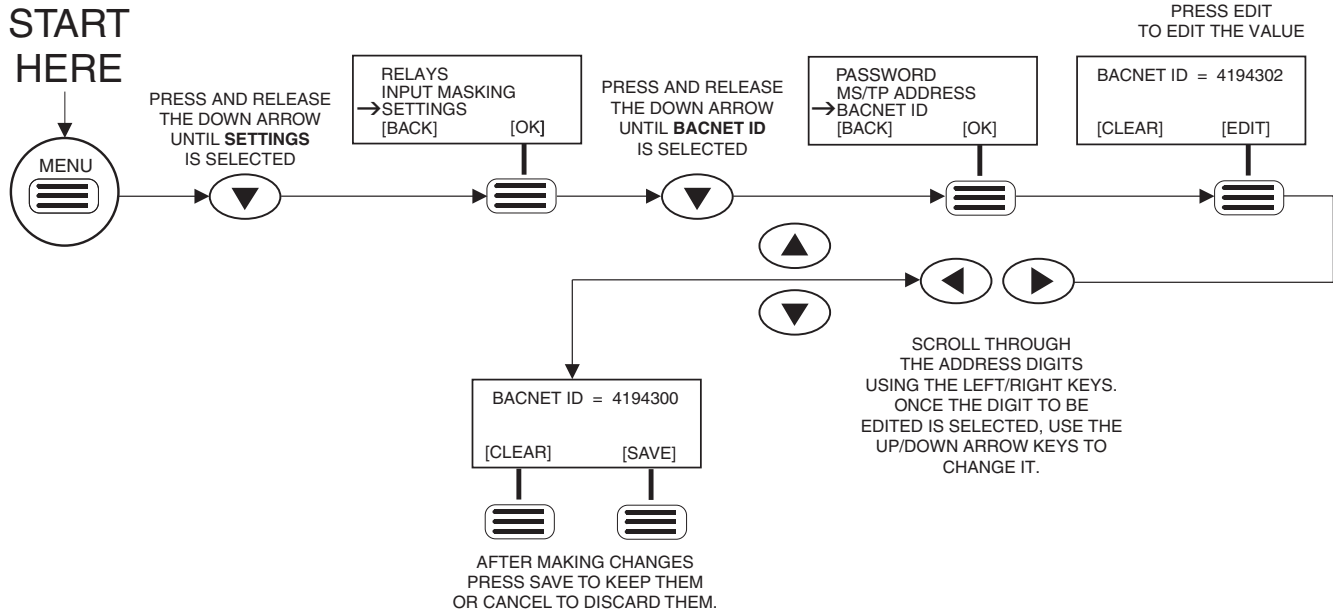 START
HERE
MENU
PRESS AND RELEASE
THE DOWN ARROW
UNTIL SETTINGS
IS SELECTED
RELAYS
INPUT MASKING
→SETTINGS
[BACK] [OK]
PRESS AND RELEASE
THE DOWN ARROW
UNTIL BACNET ID
IS SELECTED
PASSWORD
MS/TP ADDRESS
→BACNET ID
[BACK] [OK]
PRESS EDIT
TO EDIT THE VALUE
BACNET ID = 4194302
[CLEAR] [EDIT]
SCROLL THROUGH
THE ADDRESS DIGITS
USING THE LEFT/RIGHT KEYS.
ONCE THE DIGIT TO BE
EDITED IS SELECTED, USE THE
UP/DOWN ARROW KEYS TO
CHANGE IT.
BACNET ID = 4194300
[CLEAR] [SAVE]
AFTER MAKING CHANGES
PRESS SAVE TO KEEP THEM
OR CANCEL TO DISCARD THEM.